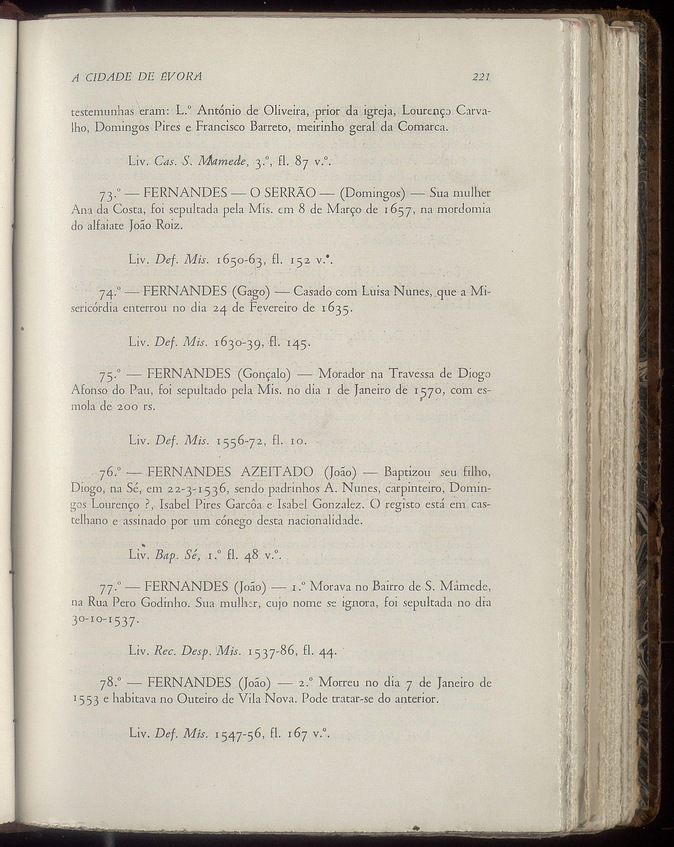 A CIDADE DE ÉVORA 221
testemunhas eram: L.º António de Oliveira, prior da igreja, Lourenço Carva-
lho, Domingos Pires e Francisco Barreto, meirinho geral da Comarca.
Liv. Cas. S. Mamede, 3.º, fl. 87 v.º.
73.º — FERNANDES — O SERRÃO — (Domingos) — Sua mulher
Ana da Costa, foi sepultada pela Mis. em 8 de Março de 1657, na mordomia
do alfaiate João Roiz.
Liv. Def. Mis. 1650-63, fl. 152 v.º.
74.º — FERNANDES (Gago) — Casado com Luisa Nunes, que a Mi-
sericórdia enterrou no dia 24 de Fevereiro de 1635.
Liv. Def. Mis. 1630-39, fl. 145.
75.º — FERNANDES (Gonçalo) — Morador na Travessa de Diogo
Afonso do Pau, foi sepultado pela Mis. no dia 1 de Janeiro de 1570, com es-
mola de 200 rs.
Liv. Def. Mis. 1556-72, fl. 10.
76.º — FERNANDES AZEITADO (João) — Baptizou seu filho,
Diogo, na Sé, em 22-3-1536, sendo padrinhos A. Nunes, carpinteiro, Domin-
gos Lourenço ?, Isabel Pires Garcôa e Isabel Gonzalez. O registo está em cas-
telhano e assinado por um cónego desta nacionalidade.
Liv. Bap. Sé, 1.º fl. 48 v.º.
77.º — FERNANDES (João) — 1.º Morava no Bairro de S. Mamede,
na Rua Pero Godinho. Sua mulher, cujo nome se ignora, foi sepultada no dia
30-10-1537.
Liv. Rec. Desp. Mis. 1537-86, fl. 44.
78.º — FERNANDES (João) — 2.º Morreu no dia 7 de Janeiro de
1553 e habitava no Outeiro de Vila Nova. Pode tratar-se do anterior.
Liv. Def. Mis. 1547-56, fl. 167 v.º.